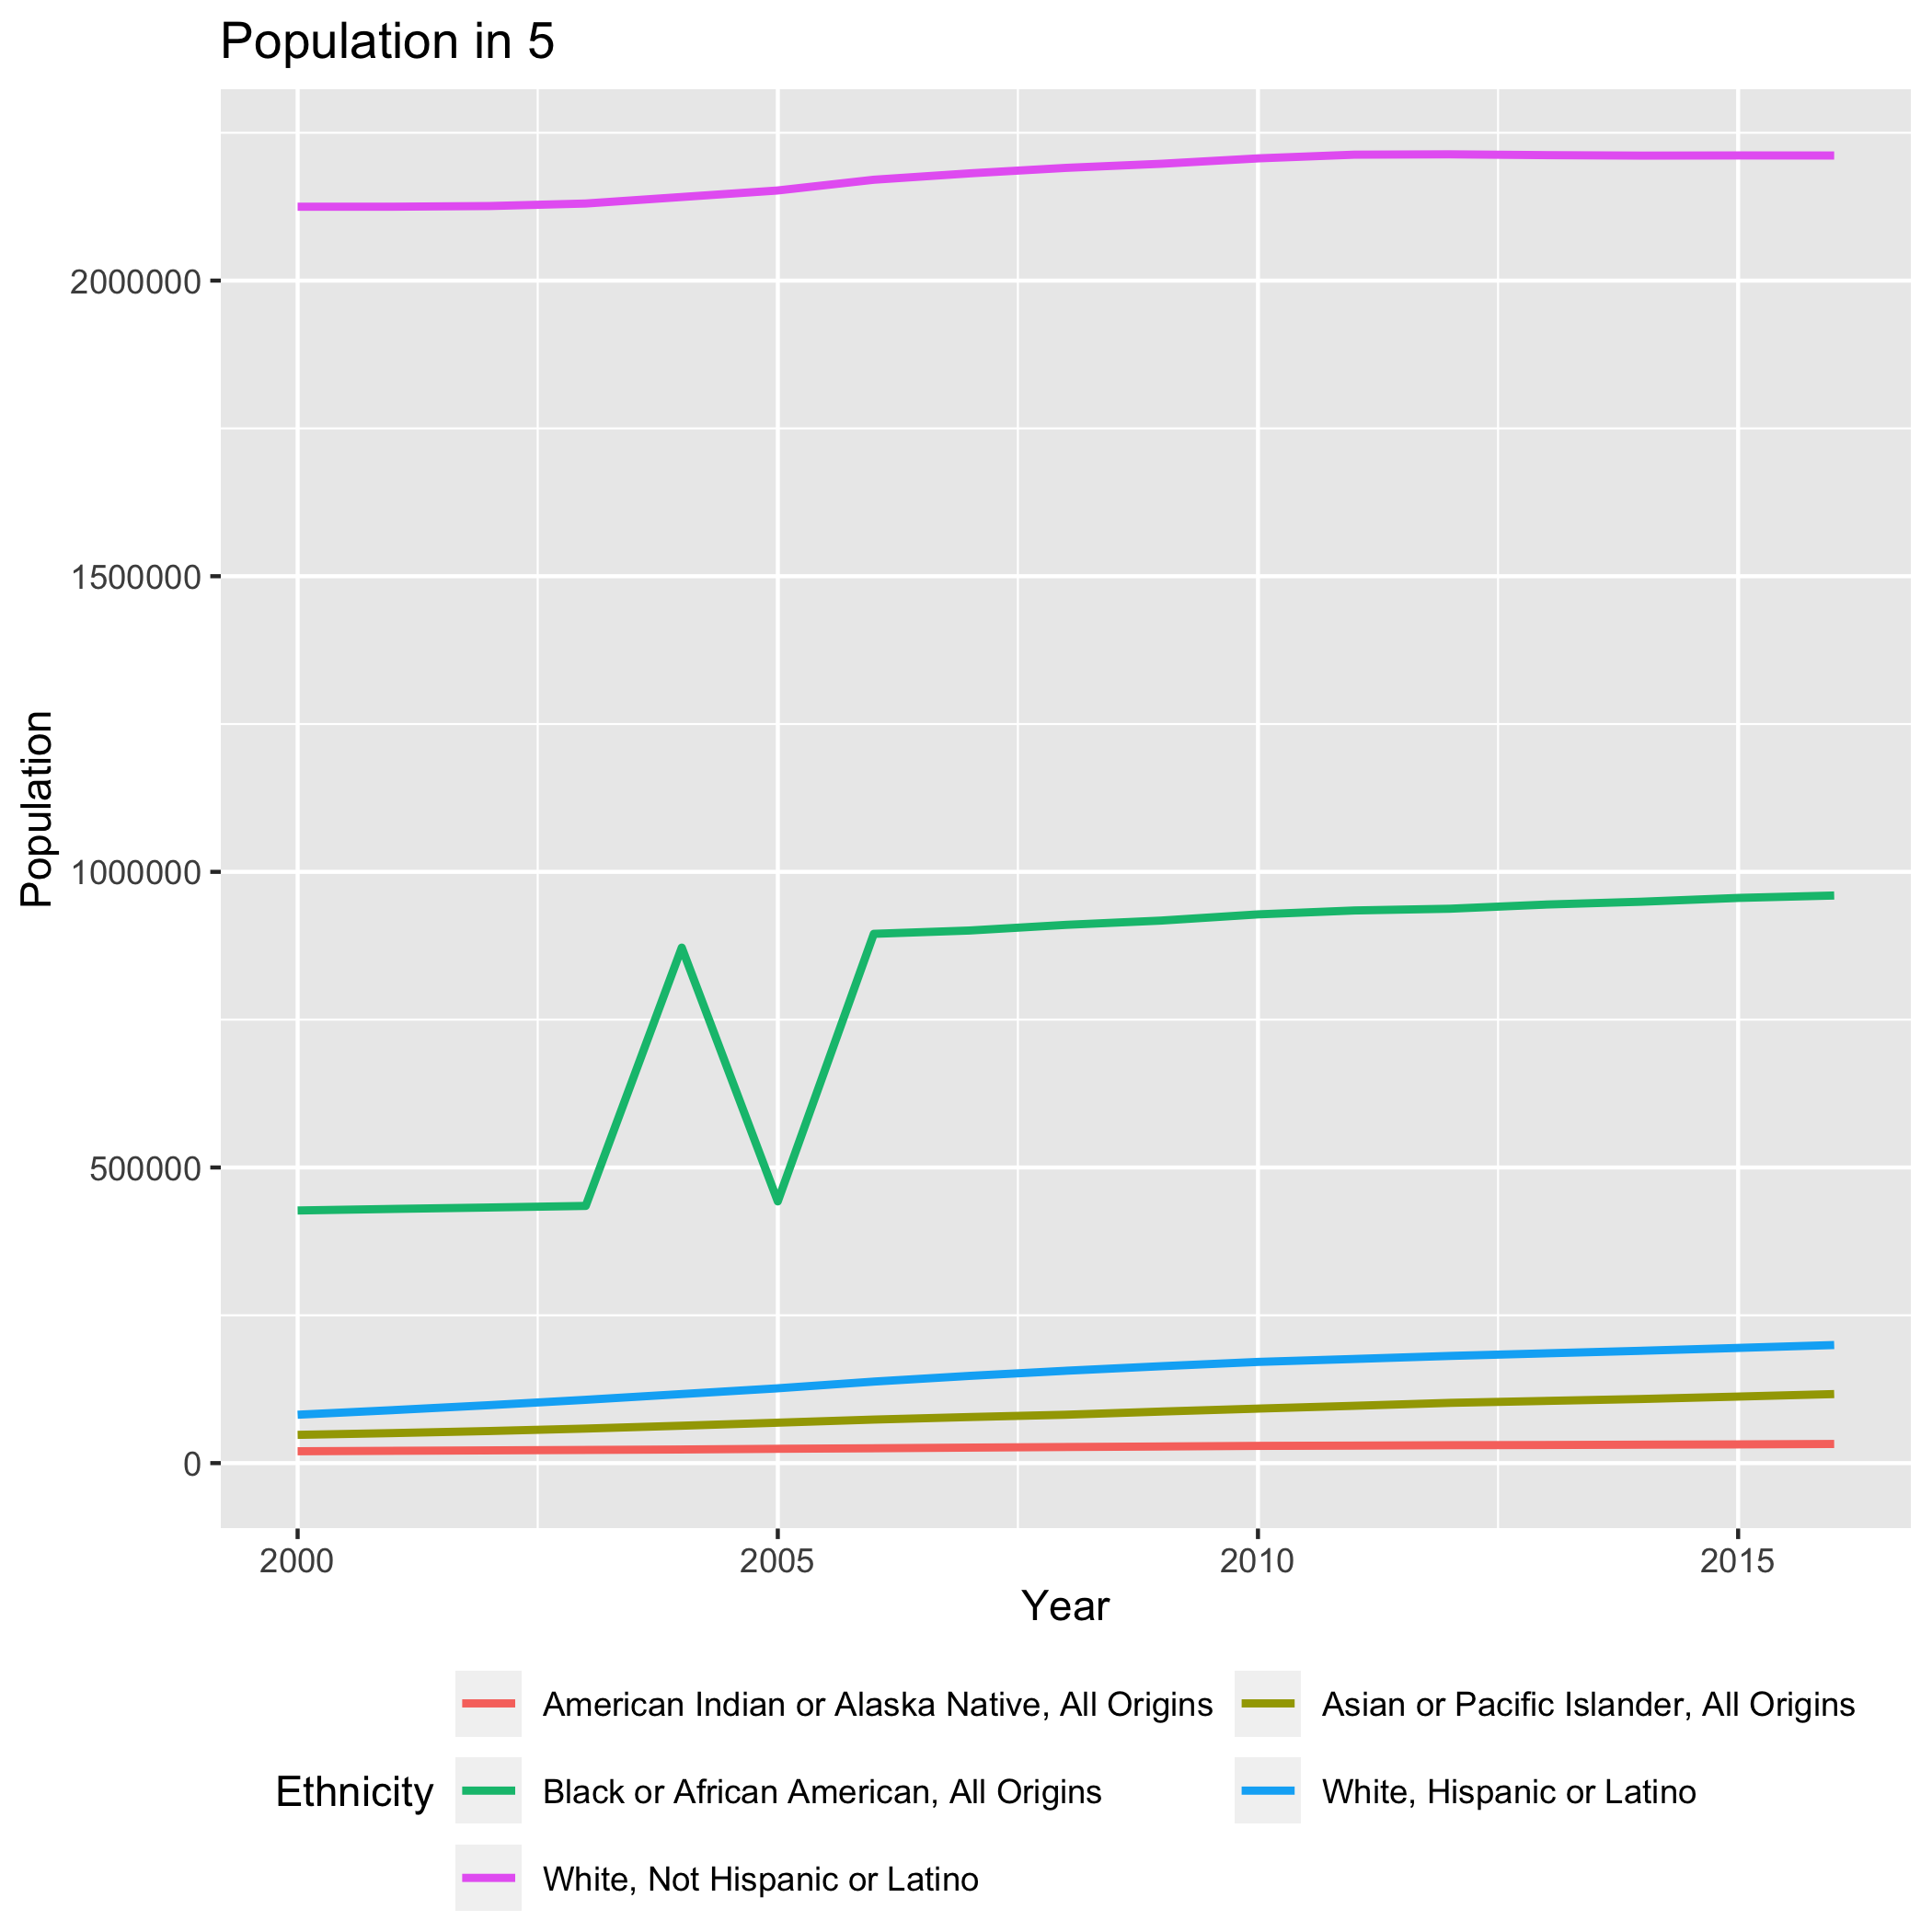 Population in 5
Population
2000000
1500000
1000000
500000
0
2000 2005 2010 2015
Year
Ethnicity
American Indian or Alaska Native, All Origins
Asian or Pacific Islander, All Origins
Black or African American, All Origins
White, Hispanic or Latino
White, Not Hispanic or Latino